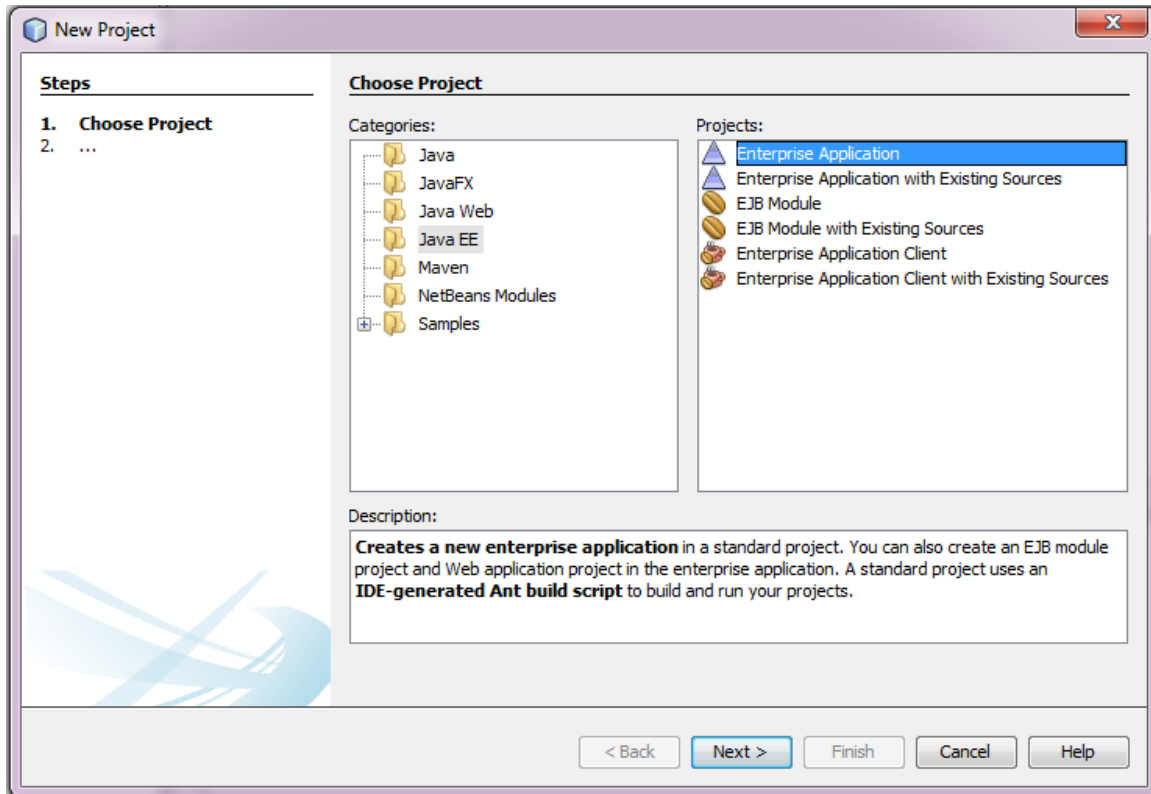 New Project
Steps
1. Choose Project
2. ...
Choose Project
Categories:
Java
JavaFX
Java Web
Java EE
Maven
NetBeans Modules
Samples
Projects:
Enterprise Application
Enterprise Application with Existing Sources
EJB Module
EJB Module with Existing Sources
Enterprise Application Client
Enterprise Application Client with Existing Sources
Description:
Creates a new enterprise application in a standard project. You can also create an EJB module
project and Web application project in the enterprise application. A standard project uses an
IDE-generated Ant build script to build and run your projects.
< Back
Next >
Finish
Cancel
Help